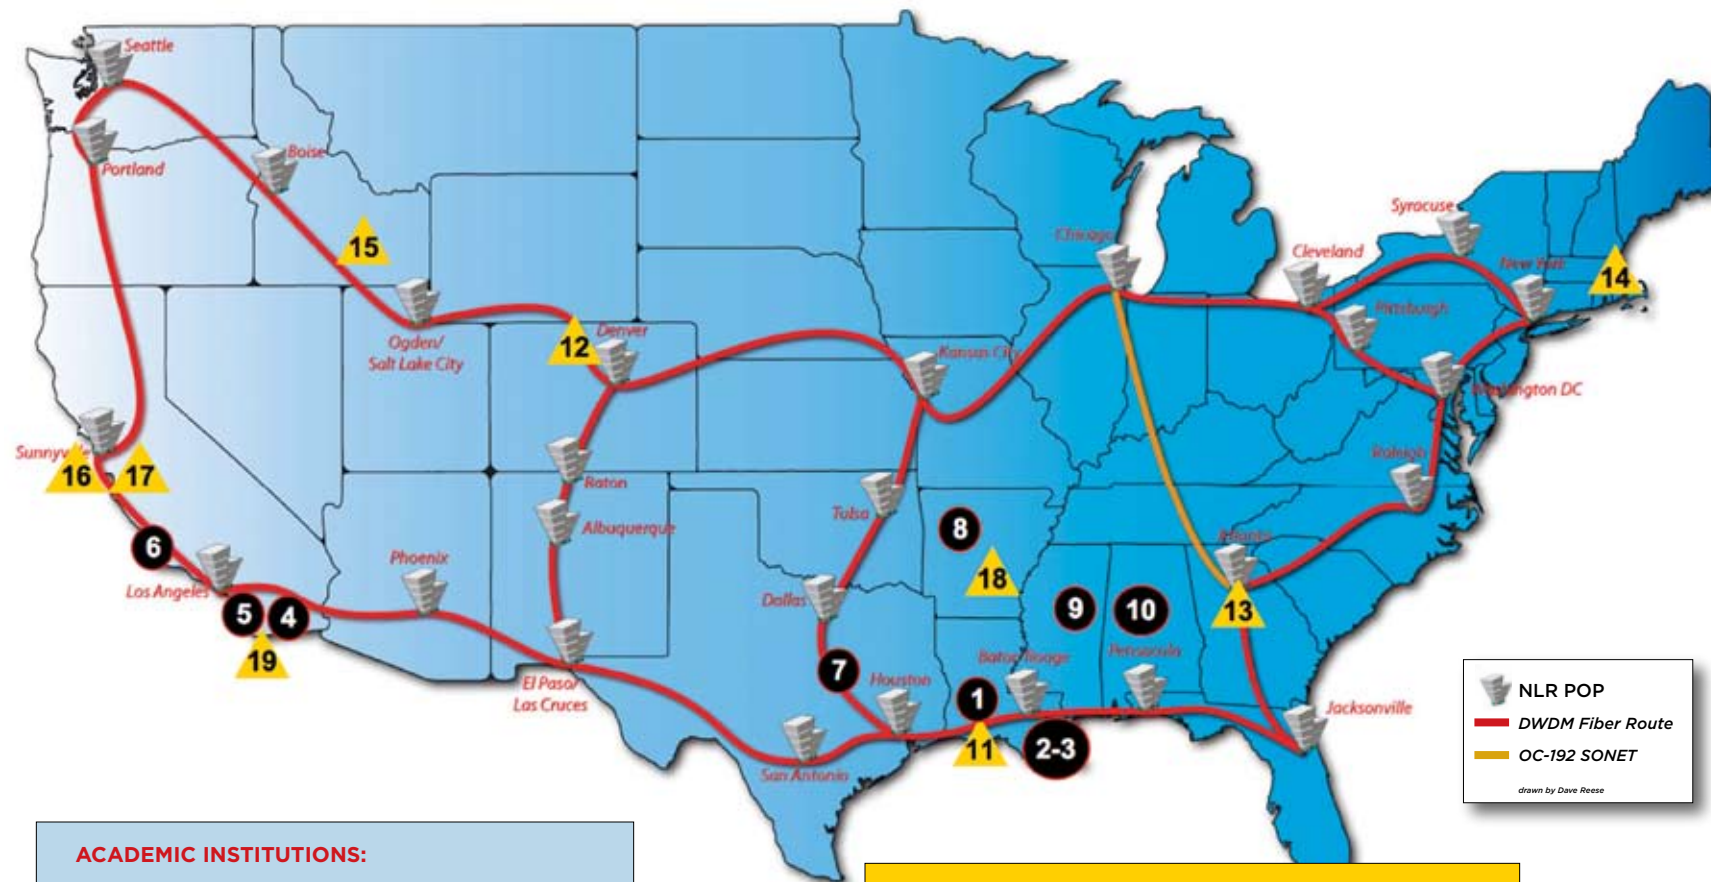 Seattle
Portland
Boise
15
Ogden/
Salt Lake City
12
Denver
Kansas City
Chicago
Cleveland
Syracuse
New York
14
Pittsburgh
Washington DC
Raleigh
Sunnyvale
16
17
6
Los Angeles
5
4
19
Phoenix
Raton
Albuquerque
El Paso/
Las Cruces
Tulsa
Dallas
8
18
9
10
Atlanta
13
7
Houston
San Antonio
1
11
2-3
Baton Rouge
Pensacola
Jacksonville
NLR POP
DWDM Fiber Route
OC-192 SONET
drawn by Dave Reese
ACADEMIC INSTITUTIONS: